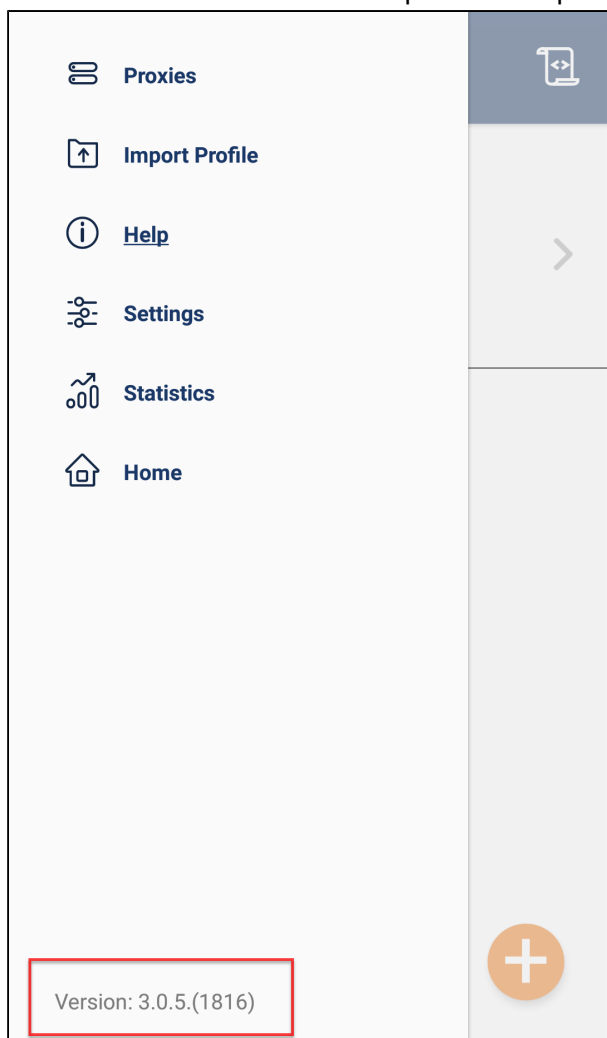 Proxies
Import Profile
Help
Settings
Statistics
Home
Version: 3.0.5.(1816)